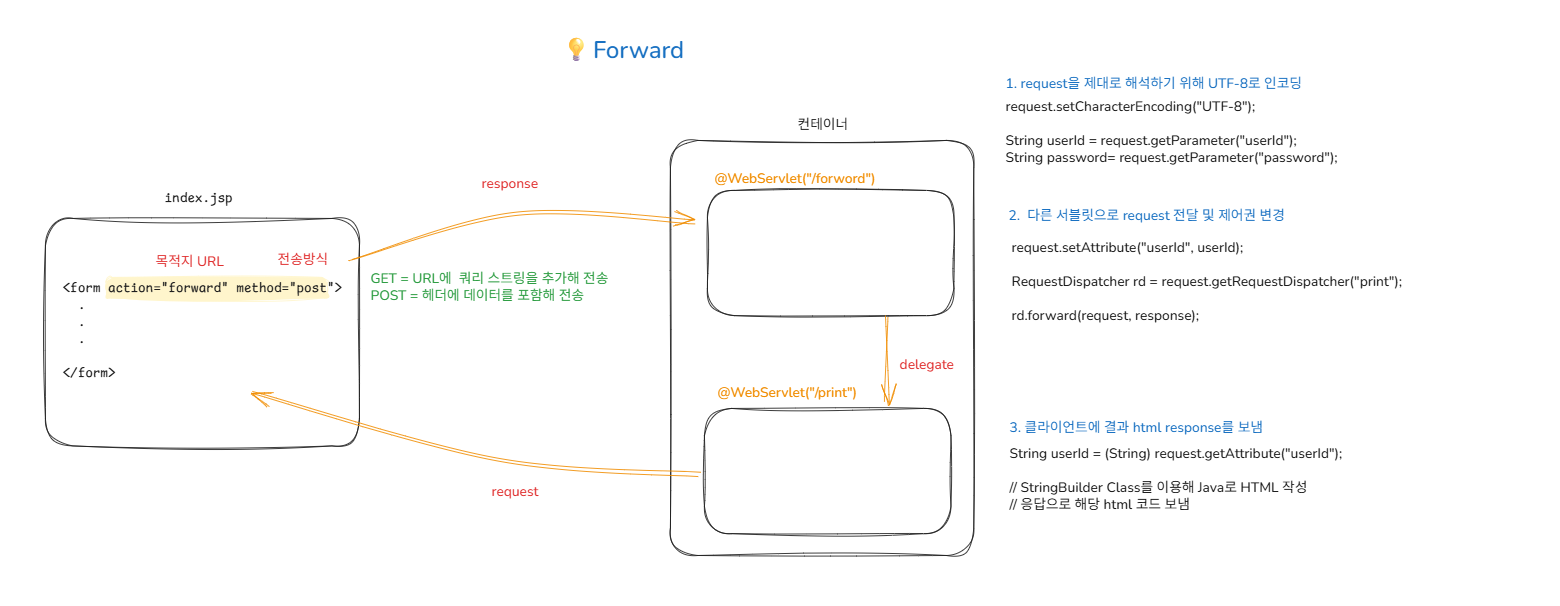 💡 Forward
index.jsp
목적지 URL
전송방식
<form action="forward" method="post">
.
.
.
</form>
response
GET = URL에 쿼리 스트링을 추가해 전송
POST = 헤더에 데이터를 포함해 전송
request
컨테이너
@WebServlet("/forword")
delegate
@WebServlet("/print")
1. request을 제대로 해석하기 위해 UTF-8로 인코딩
request.setCharacterEncoding("UTF-8");
String userId = request.getParameter("userId");
String password= request.getParameter("password");
2. 다른 서블릿으로 request 전달 및 제어권 변경
request.setAttribute("userId", userId);
RequestDispatcher rd = request.getRequestDispatcher("print");
rd.forward(request, response);
3. 클라이언트에 결과 html response를 보냄
String userId = (String) request.getAttribute("userId");
// StringBuilder Class를 이용해 Java로 HTML 작성
// 응답으로 해당 html 코드 보냄